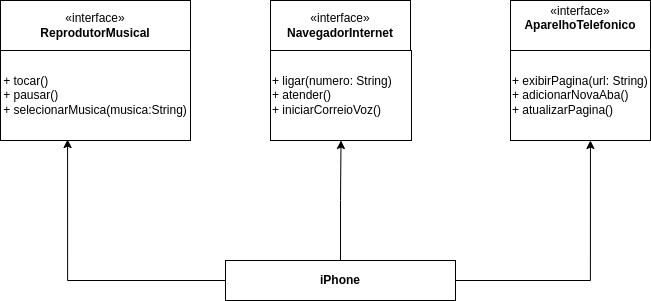 «interface»
ReprodutorMusical
+ tocar()
+ pausar()
+ selecionarMusica(musica:String)
«interface»
NavegadorInternet
+ ligar(numero: String)
+ atender()
+ iniciarCorreioVoz()
«interface»
AparelhoTelefonico
+ exibirPagina(url: String)
+ adicionarNovaAba()
+ atualizarPagina()
iPhone